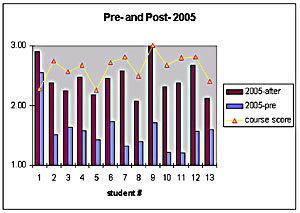 Pre- and Post- 2005
3.00
2.00
1.00
1 2 3 4 5 6 7 8 9 10 11 12 13
student #
2005-after
2005-pre
course score